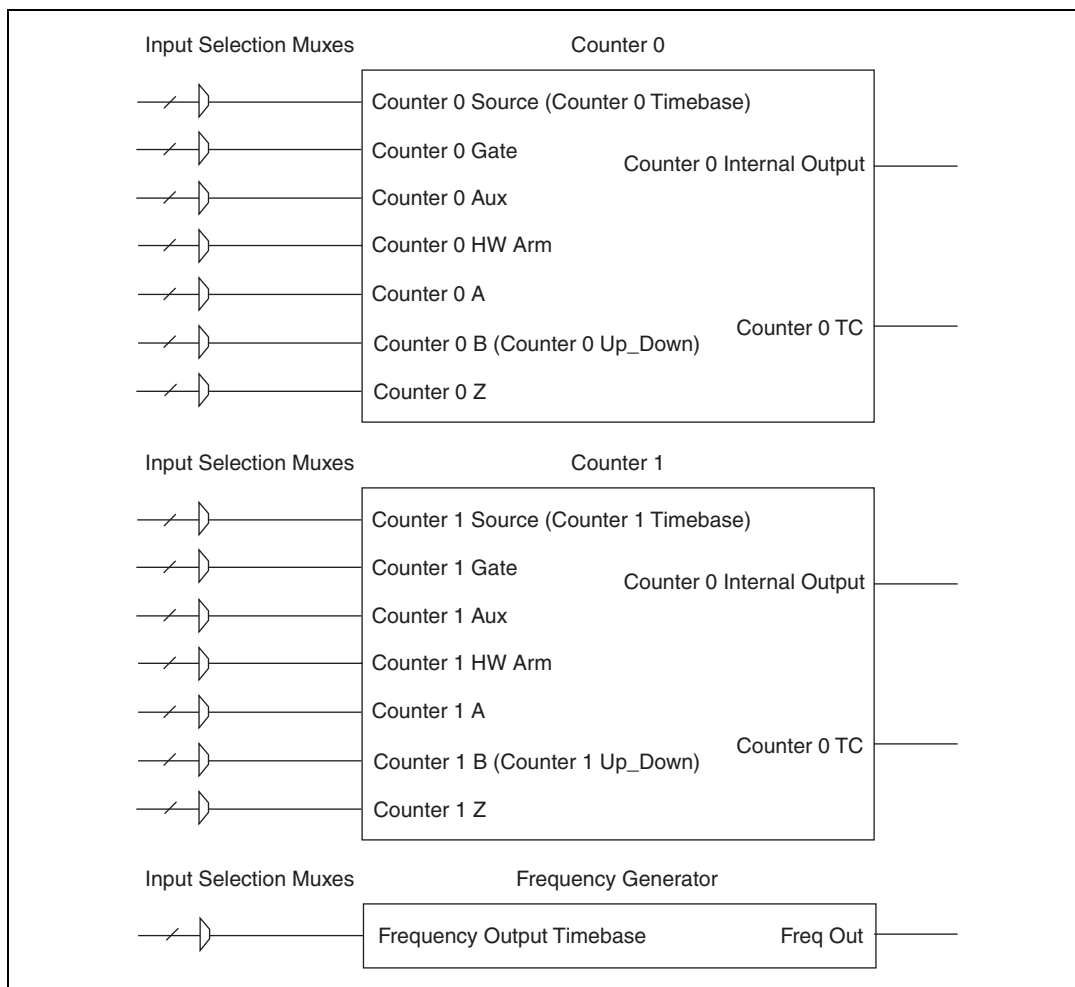 Input Selection Muxes
Counter 0
Counter 0 Source (Counter 0 Timebase)
Counter 0 Gate
Counter 0 Internal Output
Counter 0 Aux
Counter 0 HW Arm
Counter 0 A
Counter 0 TC
Counter 0 B (Counter 0 Up_Down)
Counter 0 Z
Input Selection Muxes
Counter 1
Counter 1 Source (Counter 1 Timebase)
Counter 1 Gate
Counter 0 Internal Output
Counter 1 Aux
Counter 1 HW Arm
Counter 1 A
Counter 0 TC
Counter 1 B (Counter 1 Up_Down)
Counter 1 Z
Input Selection Muxes
Frequency Generator
Frequency Output Timebase
Freq Out